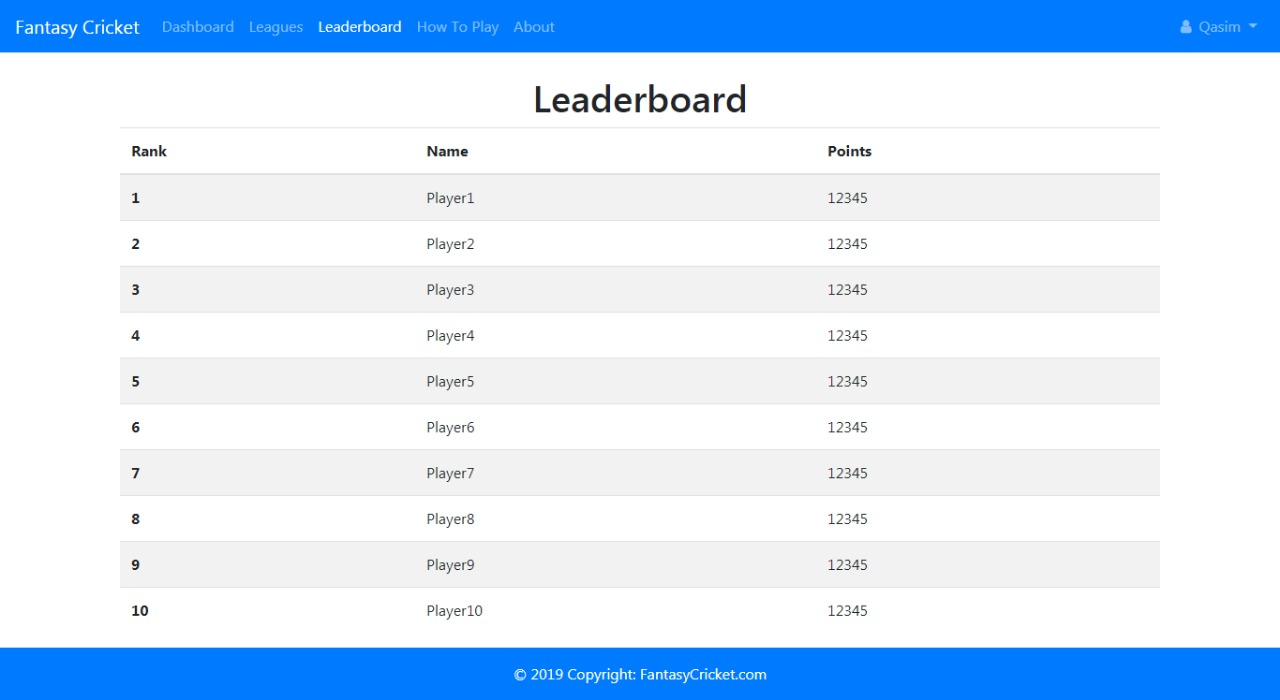 Fantasy Cricket Dashboard Leagues Leaderboard How To Play About Qasim
Leaderboard
Rank Name Points
1 Player1 12345
2 Player2 12345
3 Player3 12345
4 Player4 12345
5 Player5 12345
6 Player6 12345
7 Player7 12345
8 Player8 12345
9 Player9 12345
10 Player10 12345
© 2019 Copyright: FantasyCricket.com